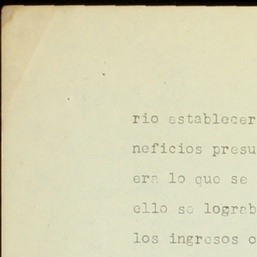 rio establecer
neficios presu
era lo que se
ello se lograb
los ingresos o